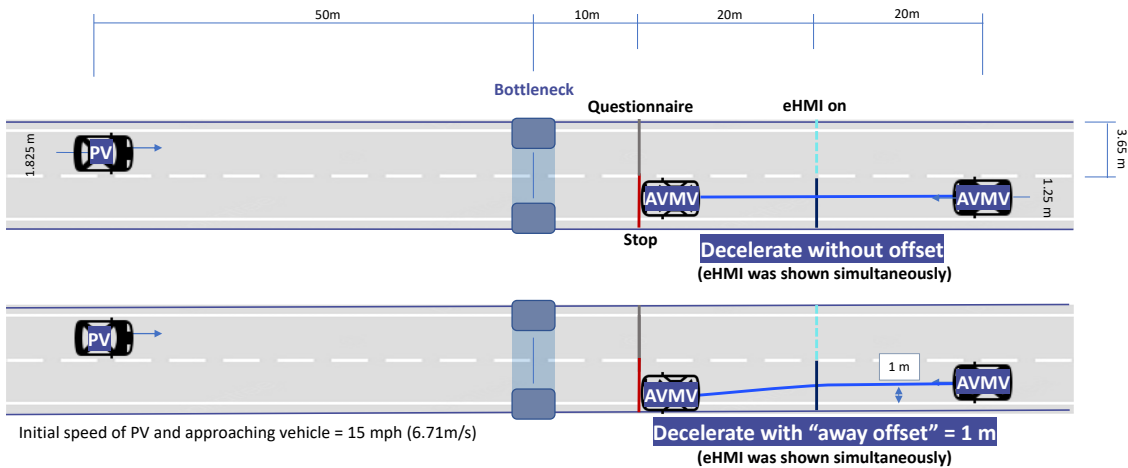 50m
10m
20m
20m
Bottleneck
Questionnaire
eHMI on
1.825 m
PV
3.65 m
AVMV
AVMV
1.25 m
Stop
Decelerate without offset
(eHMI was shown simultaneously)
PV
1 m
AVMV
AVMV
Initial speed of PV and approaching vehicle = 15 mph (6.71m/s)
Decelerate with “away offset” = 1 m
(eHMI was shown simultaneously)